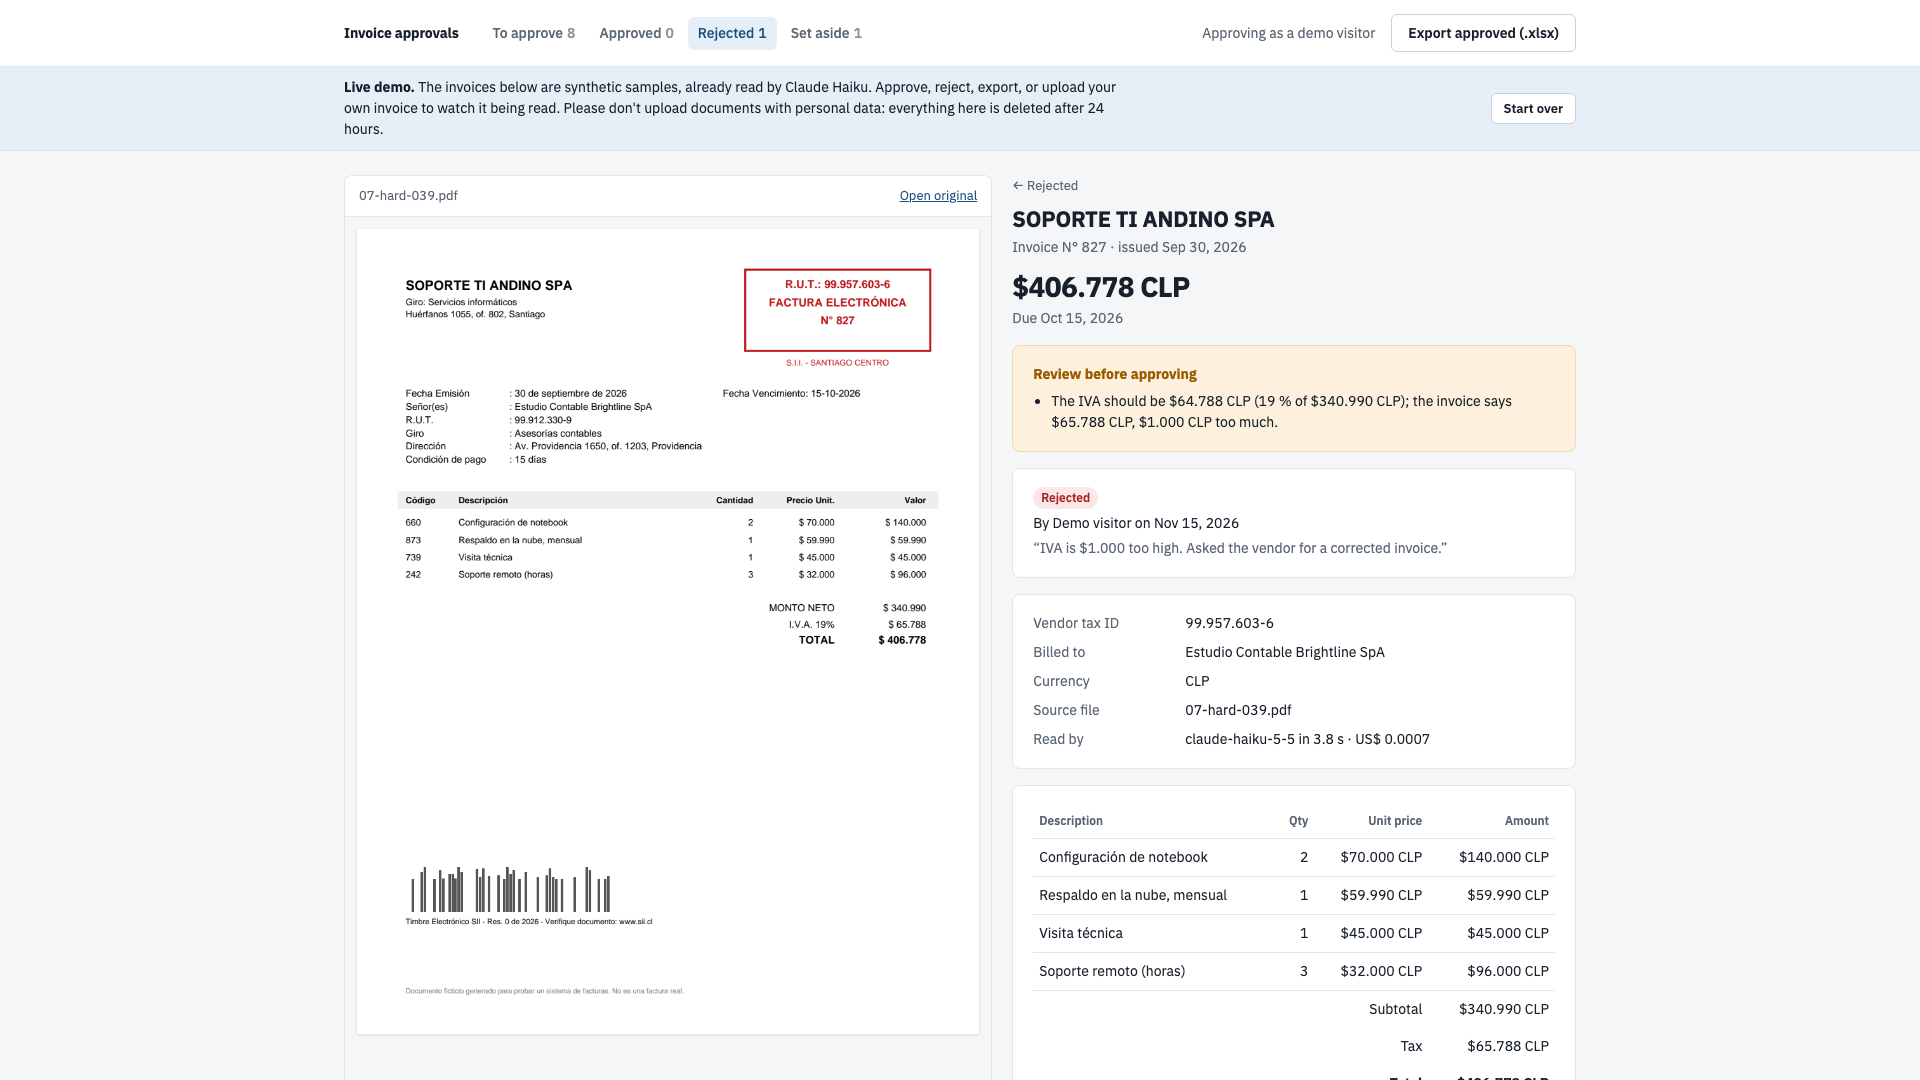 Invoice approvals
To approve 8
Approved 0
Rejected 1
Set aside 1
Approving as a demo visitor
Export approved (.xlsx)
Live demo. The invoices below are synthetic samples, already read by Claude Haiku. Approve, reject, export, or upload your
own invoice to watch it being read. Please don't upload documents with personal data: everything here is deleted after 24
hours.
Start over
07-hard-039.pdf
Open original
SOPORTE TI ANDINO SPA
Giro: Servicios informáticos
Huérfanos 1055, of. 802, Santiago
R.U.T.: 99.957.603-6
FACTURA ELECTRÓNICA
N° 827
S.I.I. - SANTIAGO CENTRO
Fecha Emisión : 30 de septiembre de 2026 Fecha Vencimiento: 15-10-2026
Señor(es) : Estudio Contable Brightline SpA
R.U.T. : 99.912.330-9
Giro : Asesorías contables
Dirección : Av. Providencia 1650, of. 1203, Providencia
Condición de pago : 15 días
Código Descripción Cantidad Precio Unit. Valor
660 Configuración de notebook 2 $ 70.000 $ 140.000
873 Respaldo en la nube, mensual 1 $ 59.990 $ 59.990
739 Visita técnica 1 $ 45.000 $ 45.000
242 Soporte remoto (horas) 3 $ 32.000 $ 96.000
MONTO NETO $ 340.990
I.V.A. 19% $ 65.788
TOTAL $ 406.778
Timbre Electrónico SII - Res. 0 de 2026 - Verifique documento: www.sii.cl
Documento ficticio generado para probar un sistema de facturas. No es una factura real.
← Rejected
SOPORTE TI ANDINO SPA
Invoice N° 827 · issued Sep 30, 2026
$406.778 CLP
Due Oct 15, 2026
Review before approving
• The IVA should be $64.788 CLP (19 % of $340.990 CLP); the invoice says
$65.788 CLP, $1.000 CLP too much.
Rejected
By Demo visitor on Nov 15, 2026
“IVA is $1.000 too high. Asked the vendor for a corrected invoice.”
Vendor tax ID 99.957.603-6
Billed to Estudio Contable Brightline SpA
Currency CLP
Source file 07-hard-039.pdf
Read by claude-haiku-5-5 in 3.8 s · US$ 0.0007
Description Qty Unit price Amount
Configuración de notebook 2 $70.000 CLP $140.000 CLP
Respaldo en la nube, mensual 1 $59.990 CLP $59.990 CLP
Visita técnica 1 $45.000 CLP $45.000 CLP
Soporte remoto (horas) 3 $32.000 CLP $96.000 CLP
Subtotal $340.990 CLP
Tax $65.788 CLP